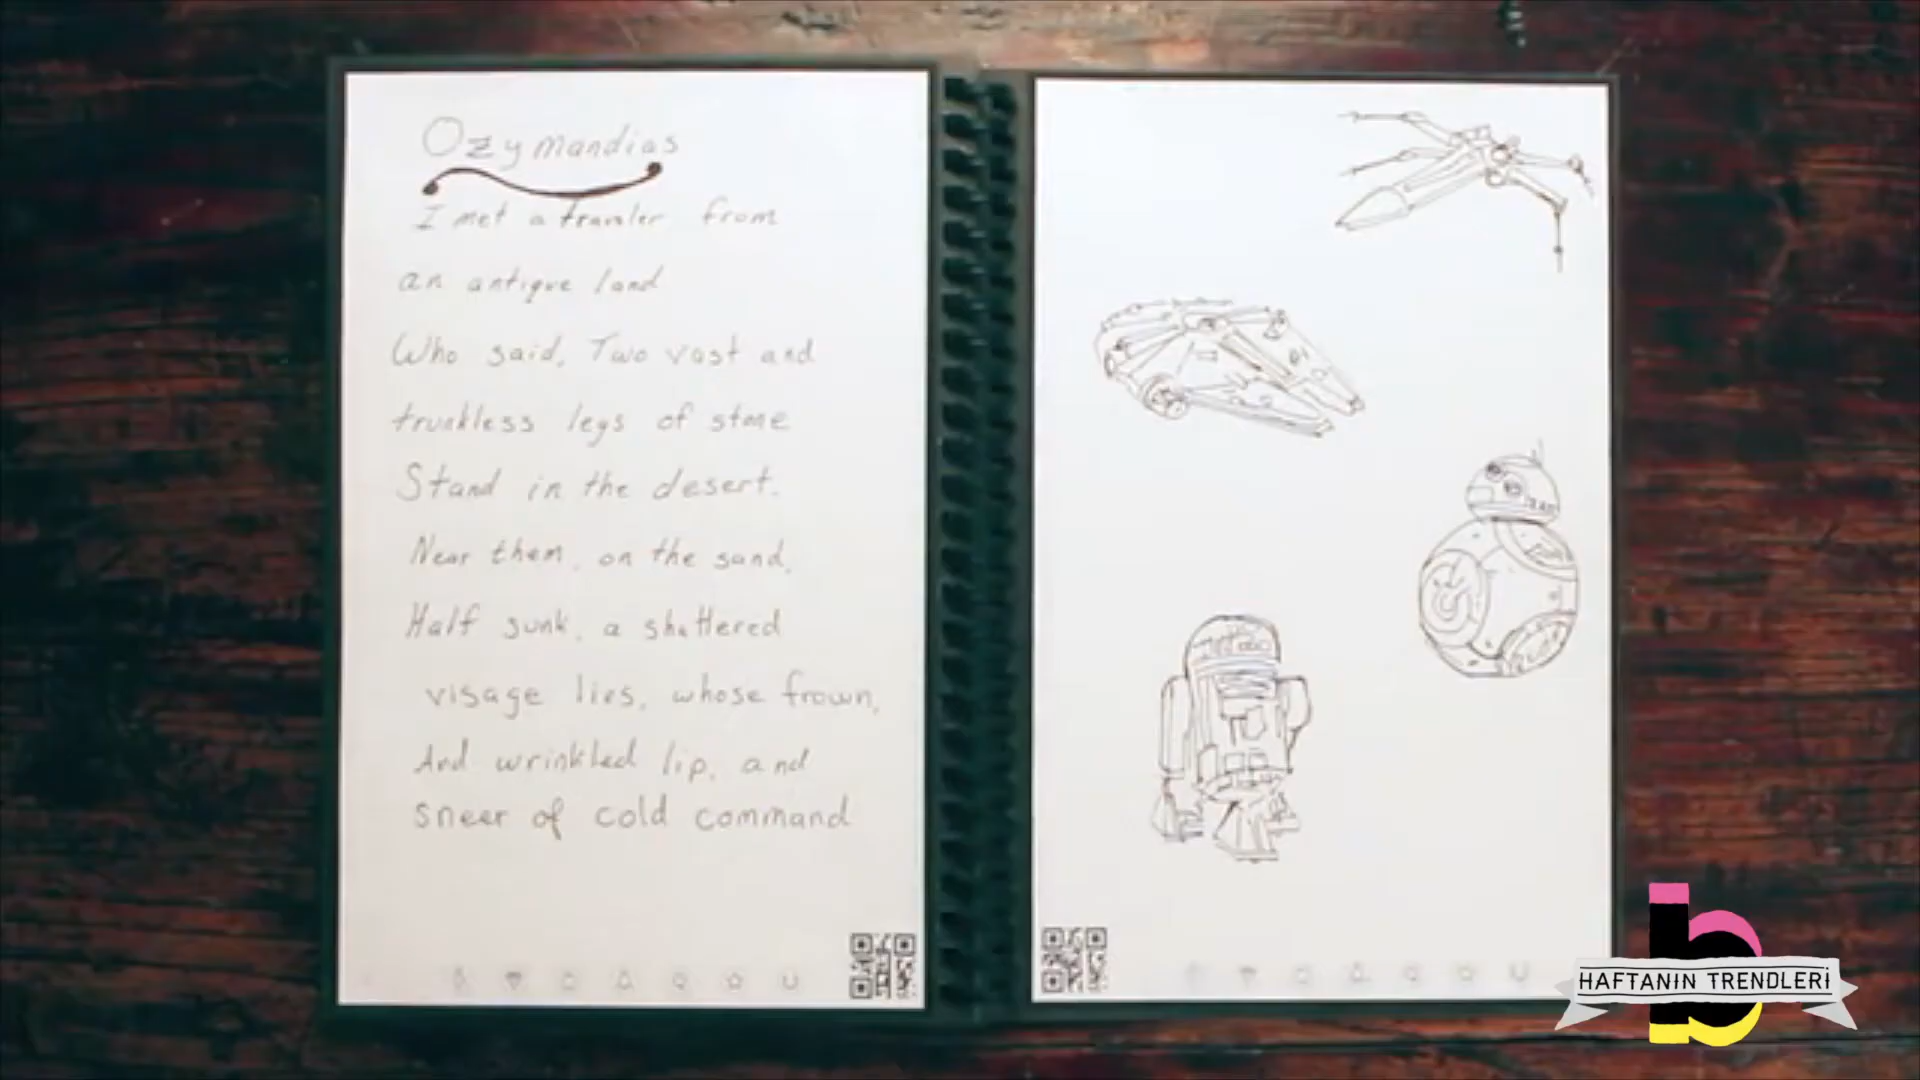 Ozymandias
I met a traveler from
an antique land
Who said, Two vast and
trunkless legs of stone
Stand in the desert.
Near them, on the sand,
Half sunk, a shattered
visage lies, whose frown,
And wrinkled lip, and
sneer of cold command
b
HAFTANIN TRENDLERİ